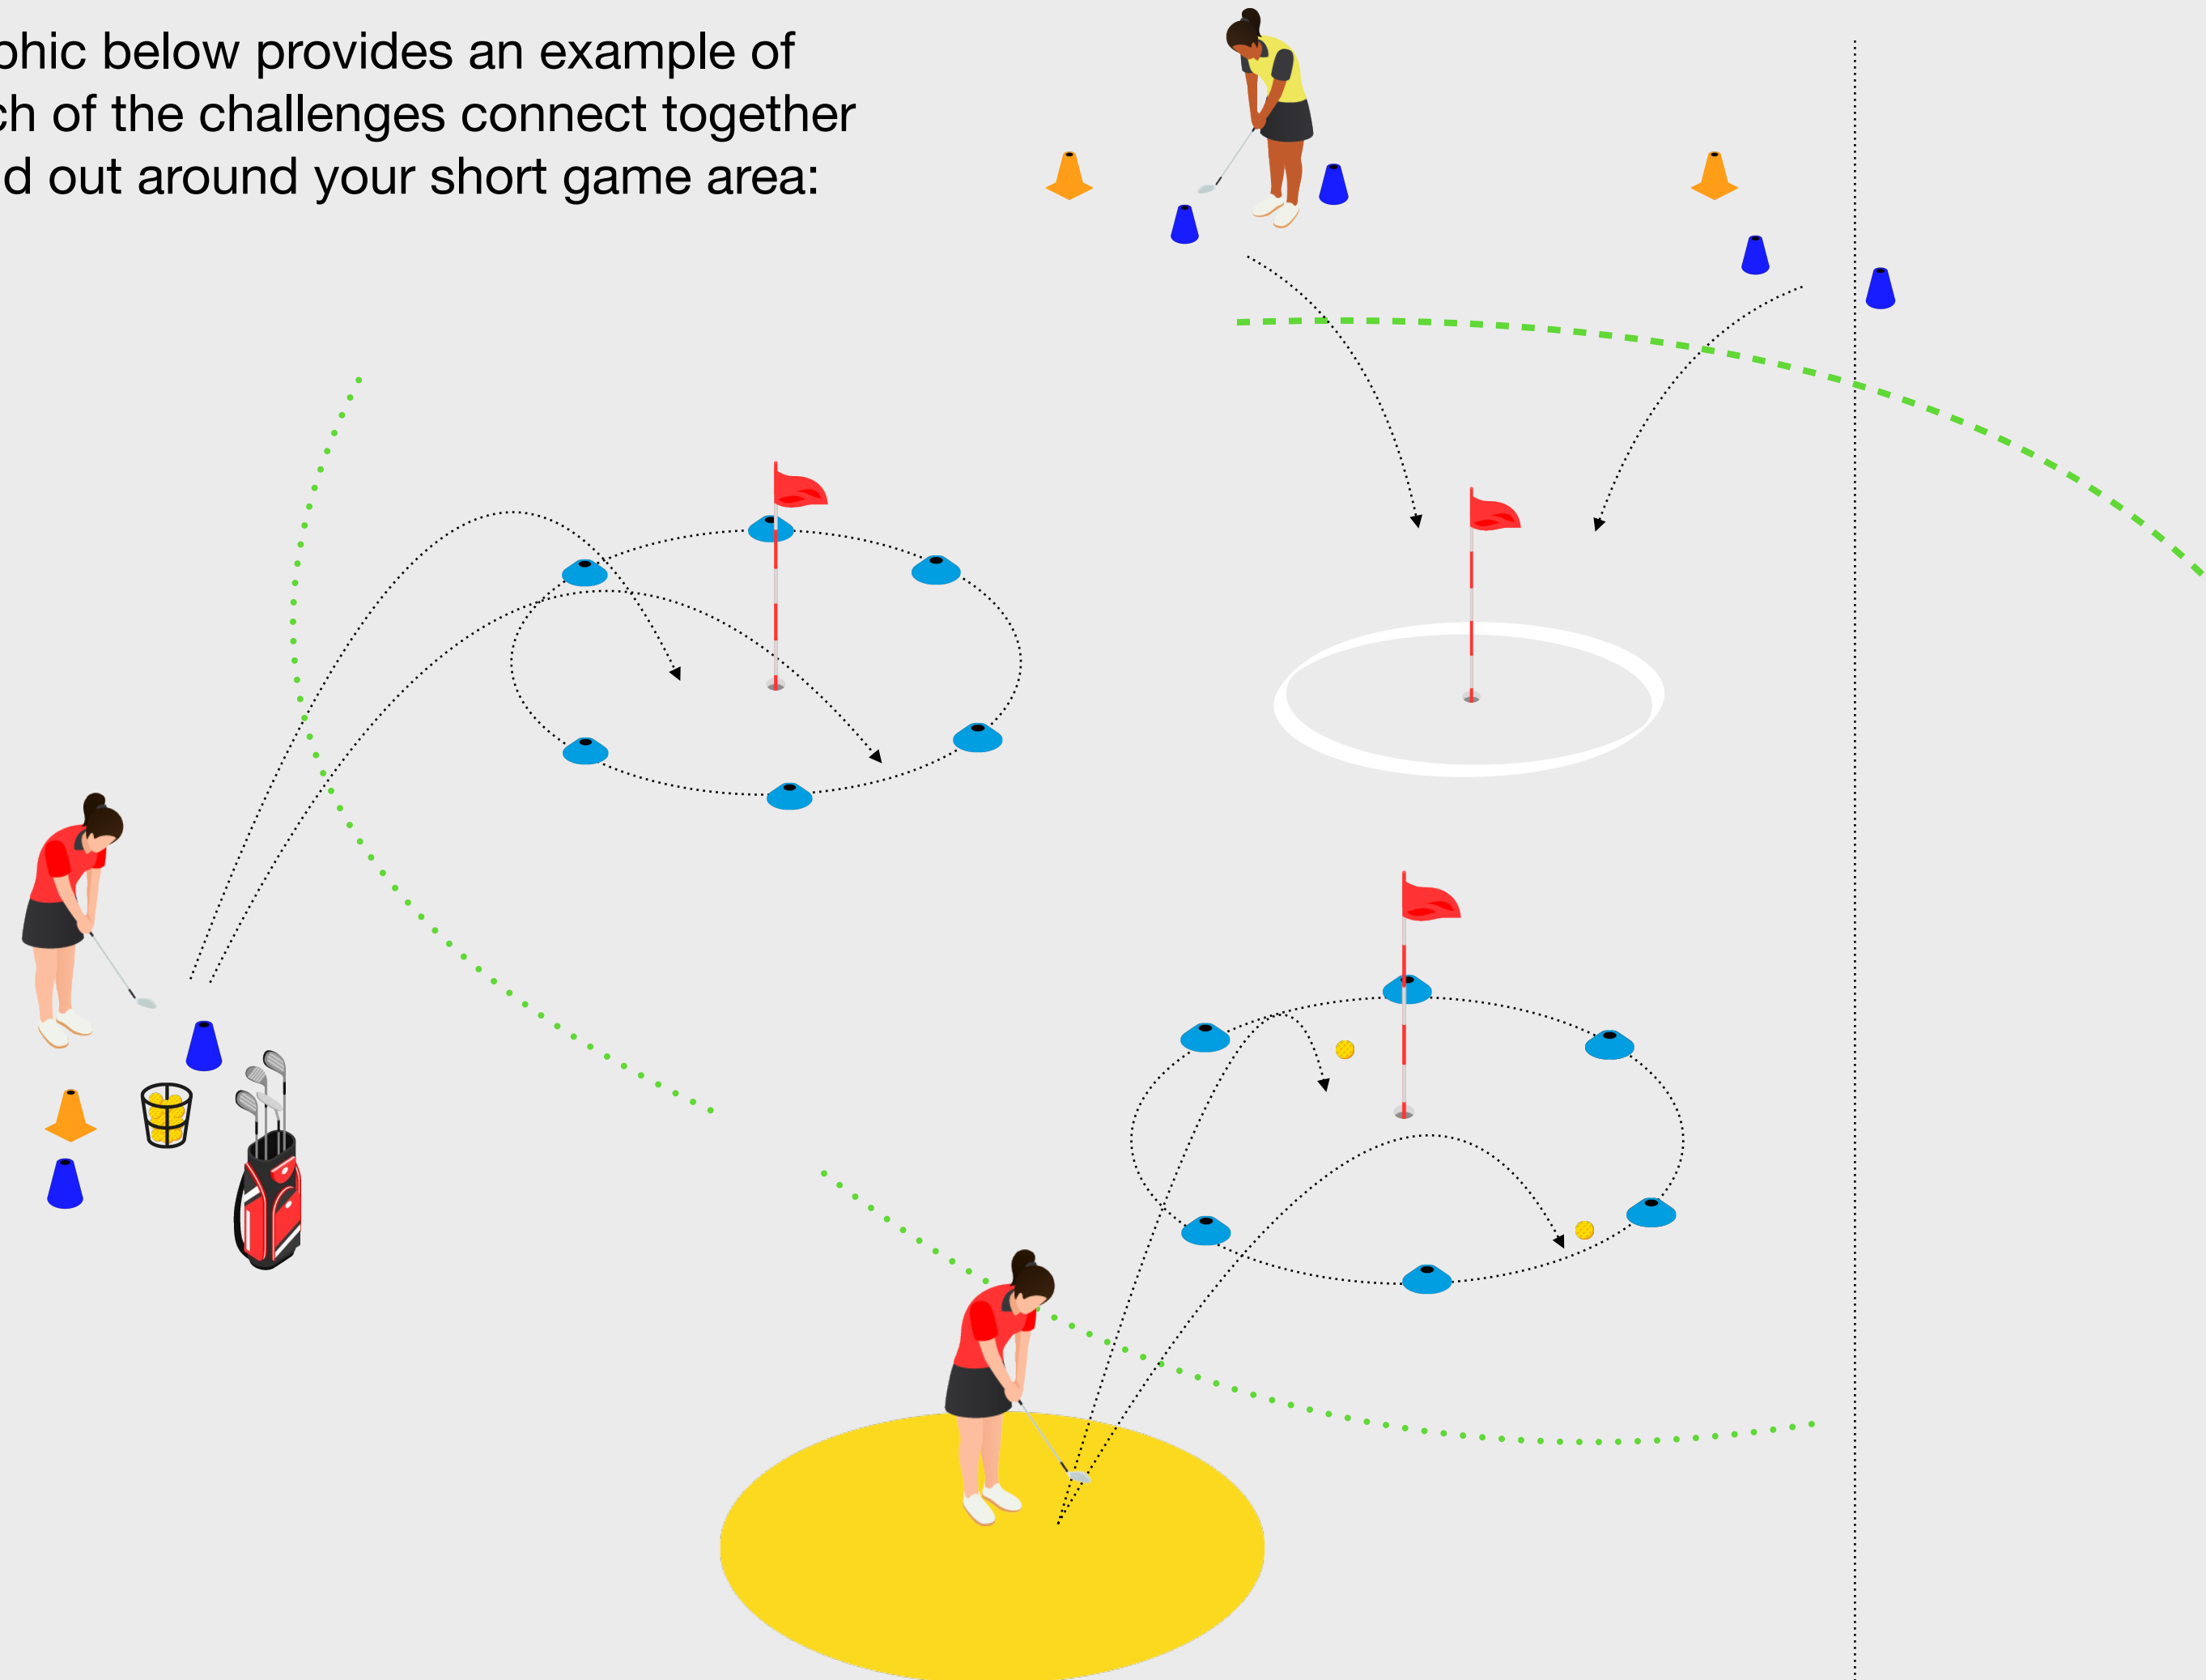 phic below provides an example of
ch of the challenges connect together
d out around your short game area: